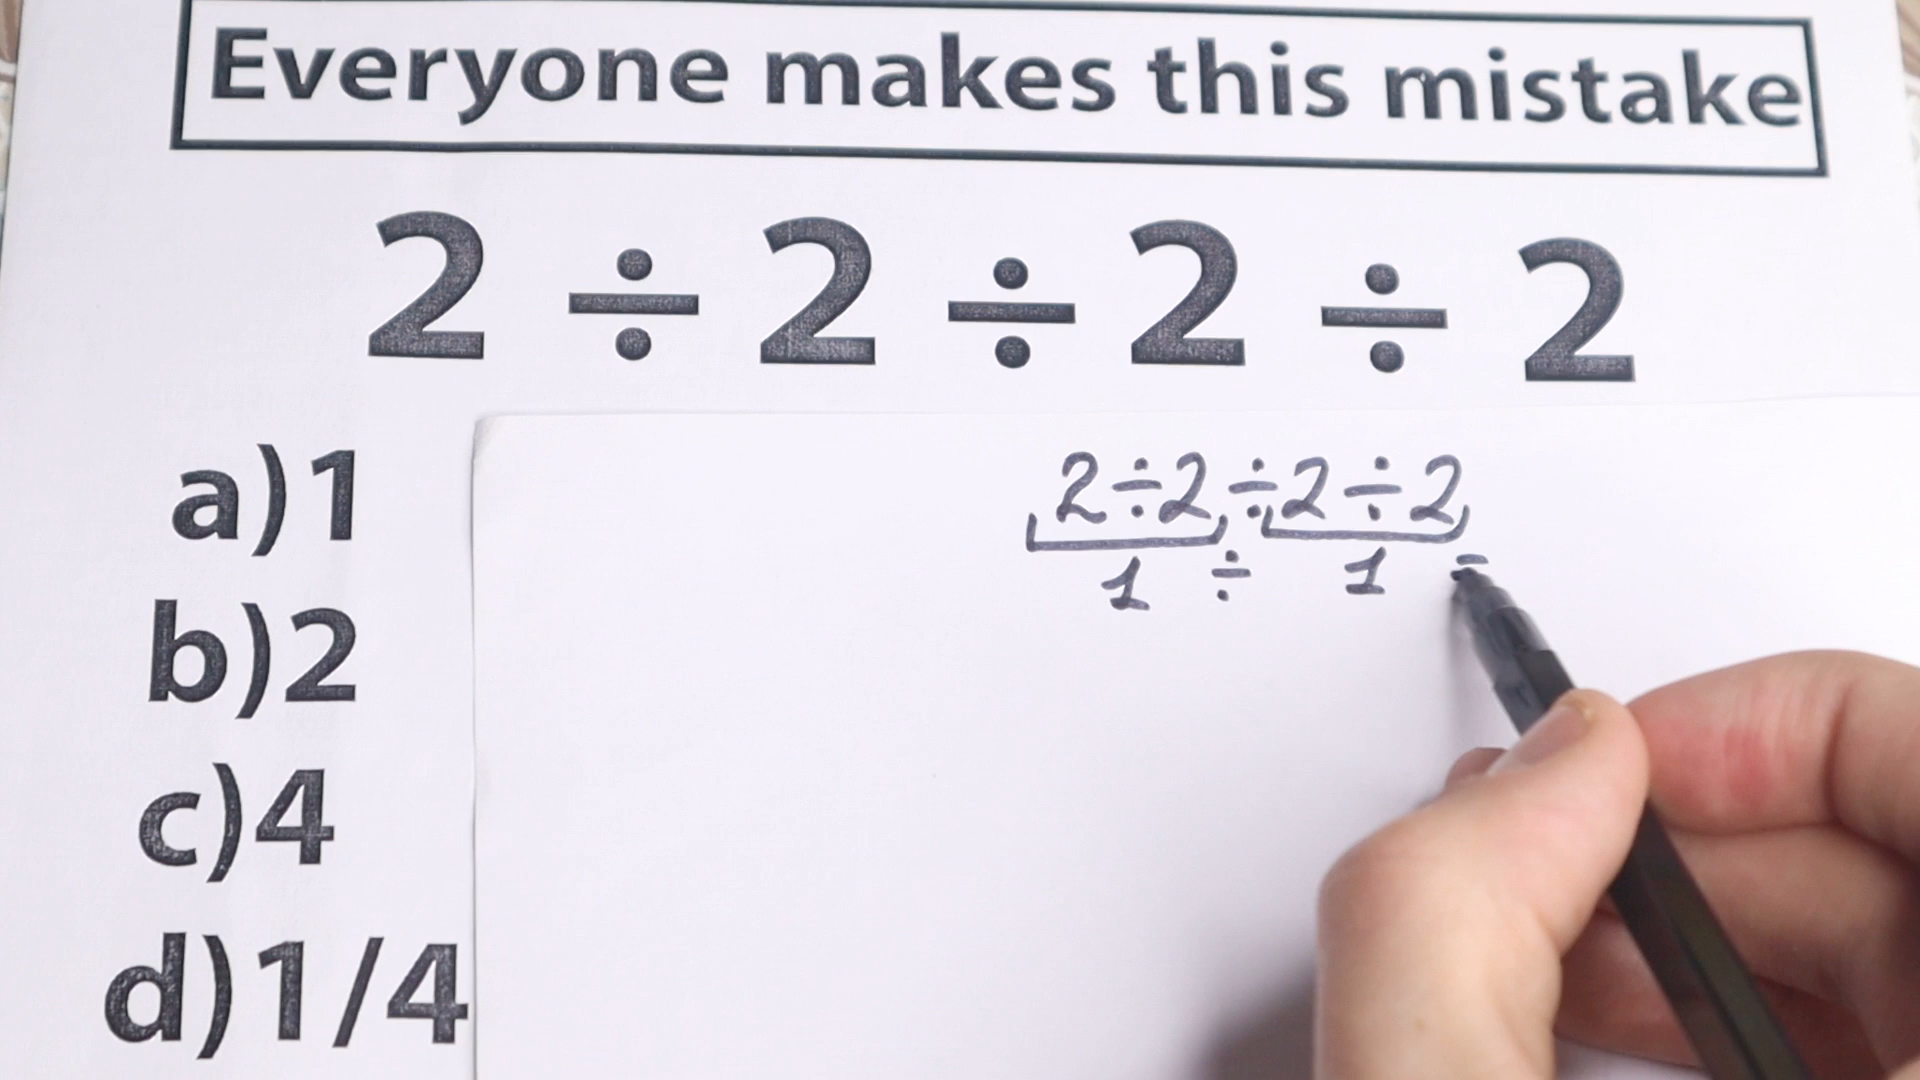 Everyone makes this mistake
2 ÷ 2 ÷ 2 ÷ 2
a)1
b)2
c)4
d)1/4
2÷2÷2÷2
1 ÷ 1 =